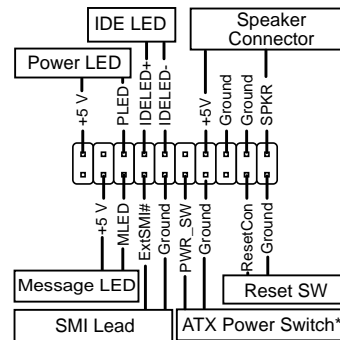 IDE LED
Speaker
Connector
Power LED
+5 V
PLED
IDELED+
IDELED-
+5V
Ground
Ground
SPKR
+5 V
MLED
ExtSMI#
Ground
PWR_SW
Ground
ResetCon
Ground
Message LED
Reset SW
SMI Lead
ATX Power Switch*